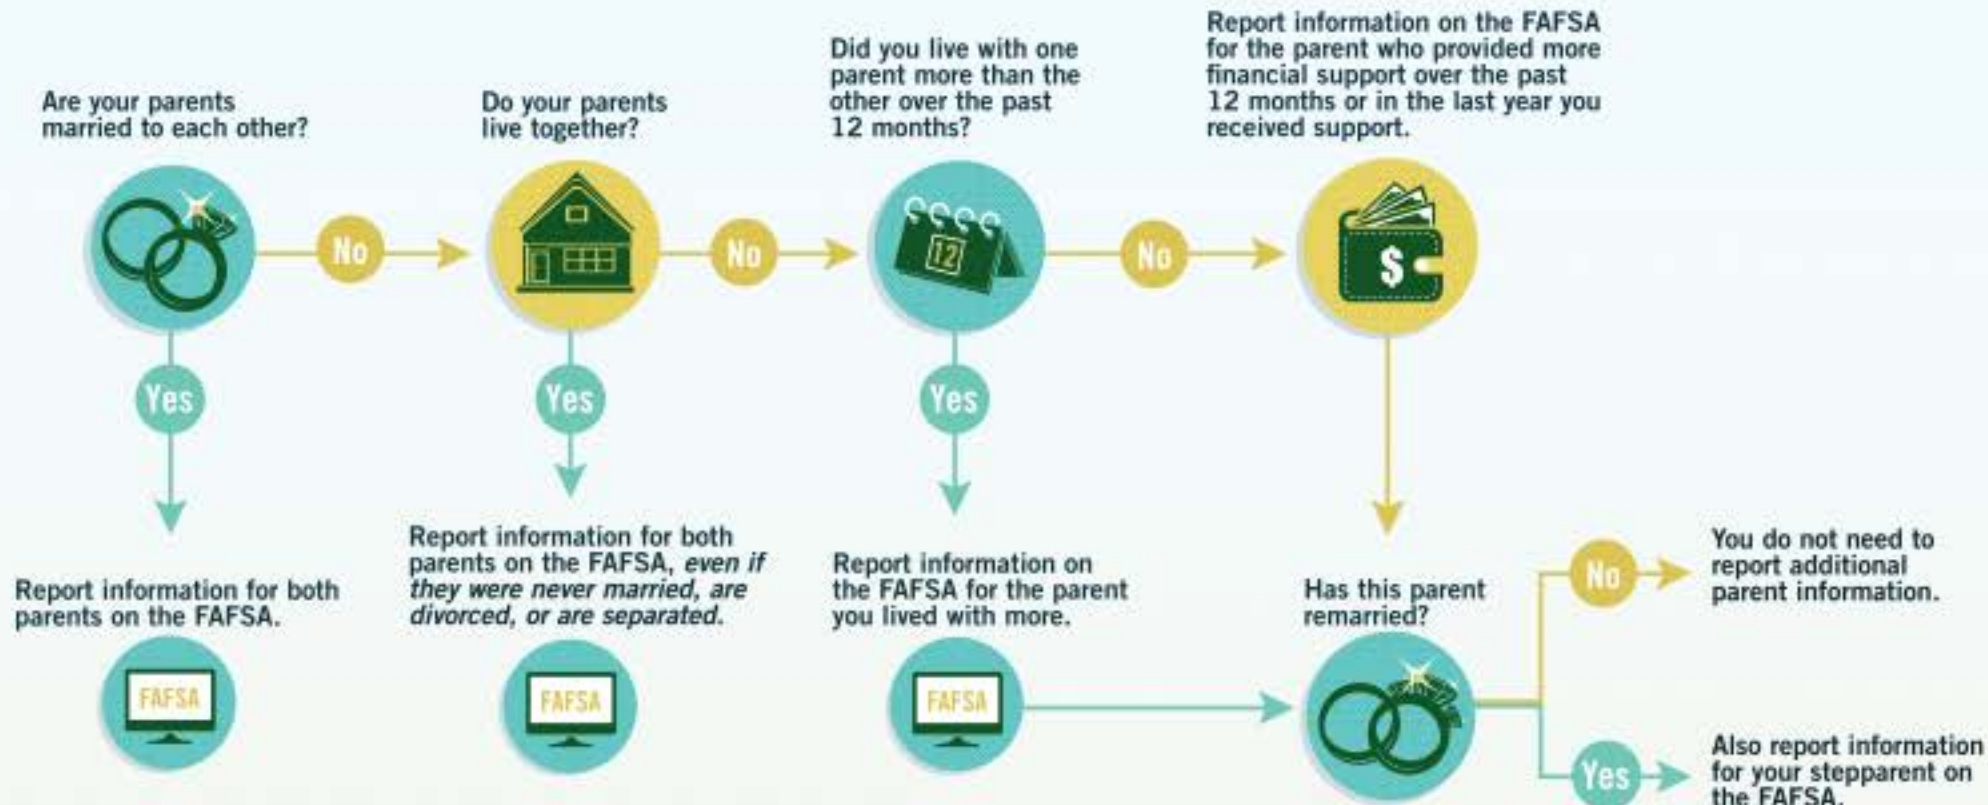 Are your parents
married to each other?
No
Yes
Report information for both
parents on the FAFSA.
FAFSA
Do your parents
live together?
No
Yes
Report information for both
parents on the FAFSA, even if
they were never married, are
divorced, or are separated.
FAFSA
Did you live with one
parent more than the
other over the past
12 months?
12
No
Yes
Report information on
the FAFSA for the parent
you lived with more.
FAFSA
Report information on the FAFSA
for the parent who provided more
financial support over the past
12 months or in the last year you
received support.
$
Has this parent
remarried?
No
You do not need to
report additional
parent information.
Yes
Also report information
for your stepparent on
the FAFSA.